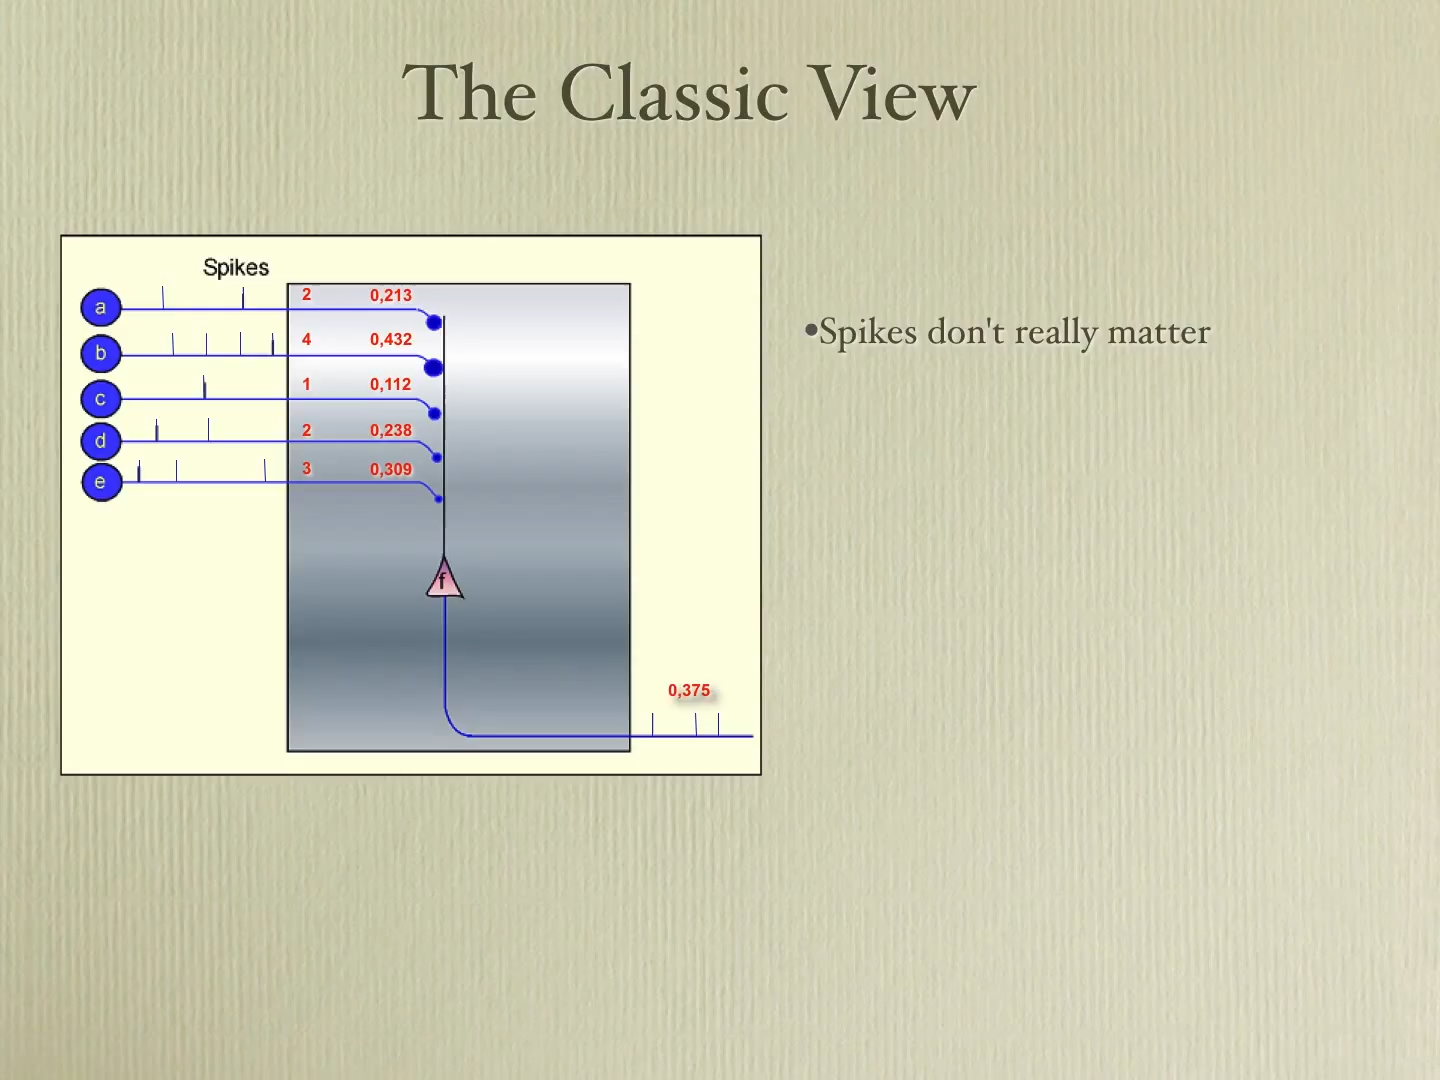 The Classic View
Spikes
a 2 0,213
b 4 0,432
c 1 0,112
d 2 0,238
e 3 0,309
f
0,375
•Spikes don't really matter